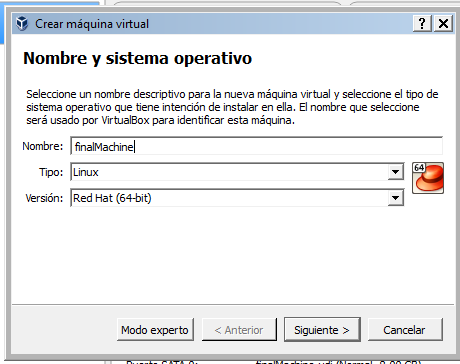 Crear máquina virtual
Nombre y sistema operativo
Seleccione un nombre descriptivo para la nueva máquina virtual y seleccione el tipo de
sistema operativo que tiene intención de instalar en ella. El nombre que seleccione
será usado por VirtualBox para identificar esta máquina.
Nombre: finalMachine
Tipo: Linux
64
Versión: Red Hat (64-bit)
Modo experto < Anterior Siguiente > Cancelar